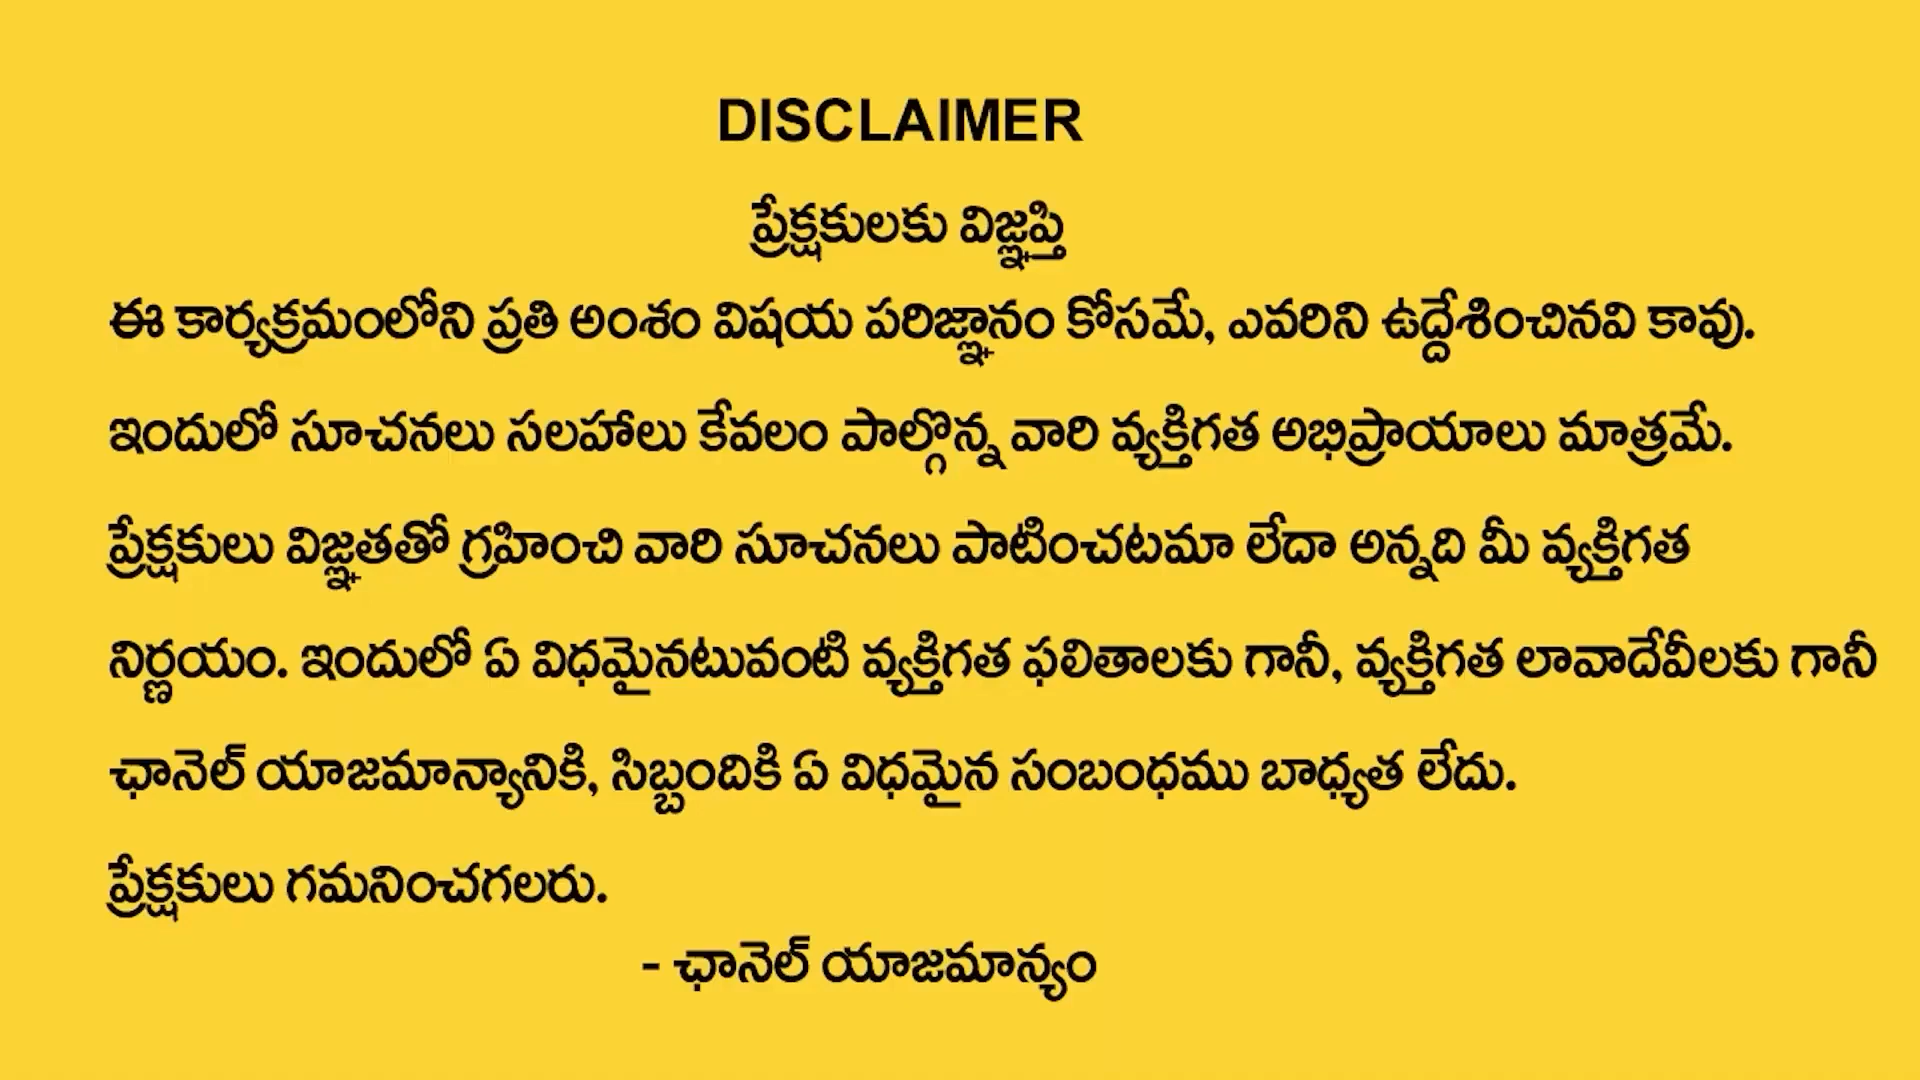 DISCLAIMER
ప్రేక్షకులకు విజ్ఞప్తి
ఈ కార్యక్రమంలోని ప్రతి అంశం విషయ పరిజ్ఞానం కోసమే, ఎవరిని ఉద్దేశించినవి కావు.
ఇందులో సూచనలు సలహాలు కేవలం పాల్గొన్న వారి వ్యక్తిగత అభిప్రాయాలు మాత్రమే.
ప్రేక్షకులు విజ్ఞతతో గ్రహించి వారి సూచనలు పాటించటమా లేదా అన్నది మీ వ్యక్తిగత
నిర్ణయం. ఇందులో ఏ విధమైనటువంటి వ్యక్తిగత ఫలితాలకు గానీ, వ్యక్తిగత లావాదేవీలకు గానీ
ఛానెల్ యాజమాన్యానికి, సిబ్బందికి ఏ విధమైన సంబంధము బాధ్యత లేదు.
ప్రేక్షకులు గమనించగలరు.
- ఛానెల్ యాజమాన్యం